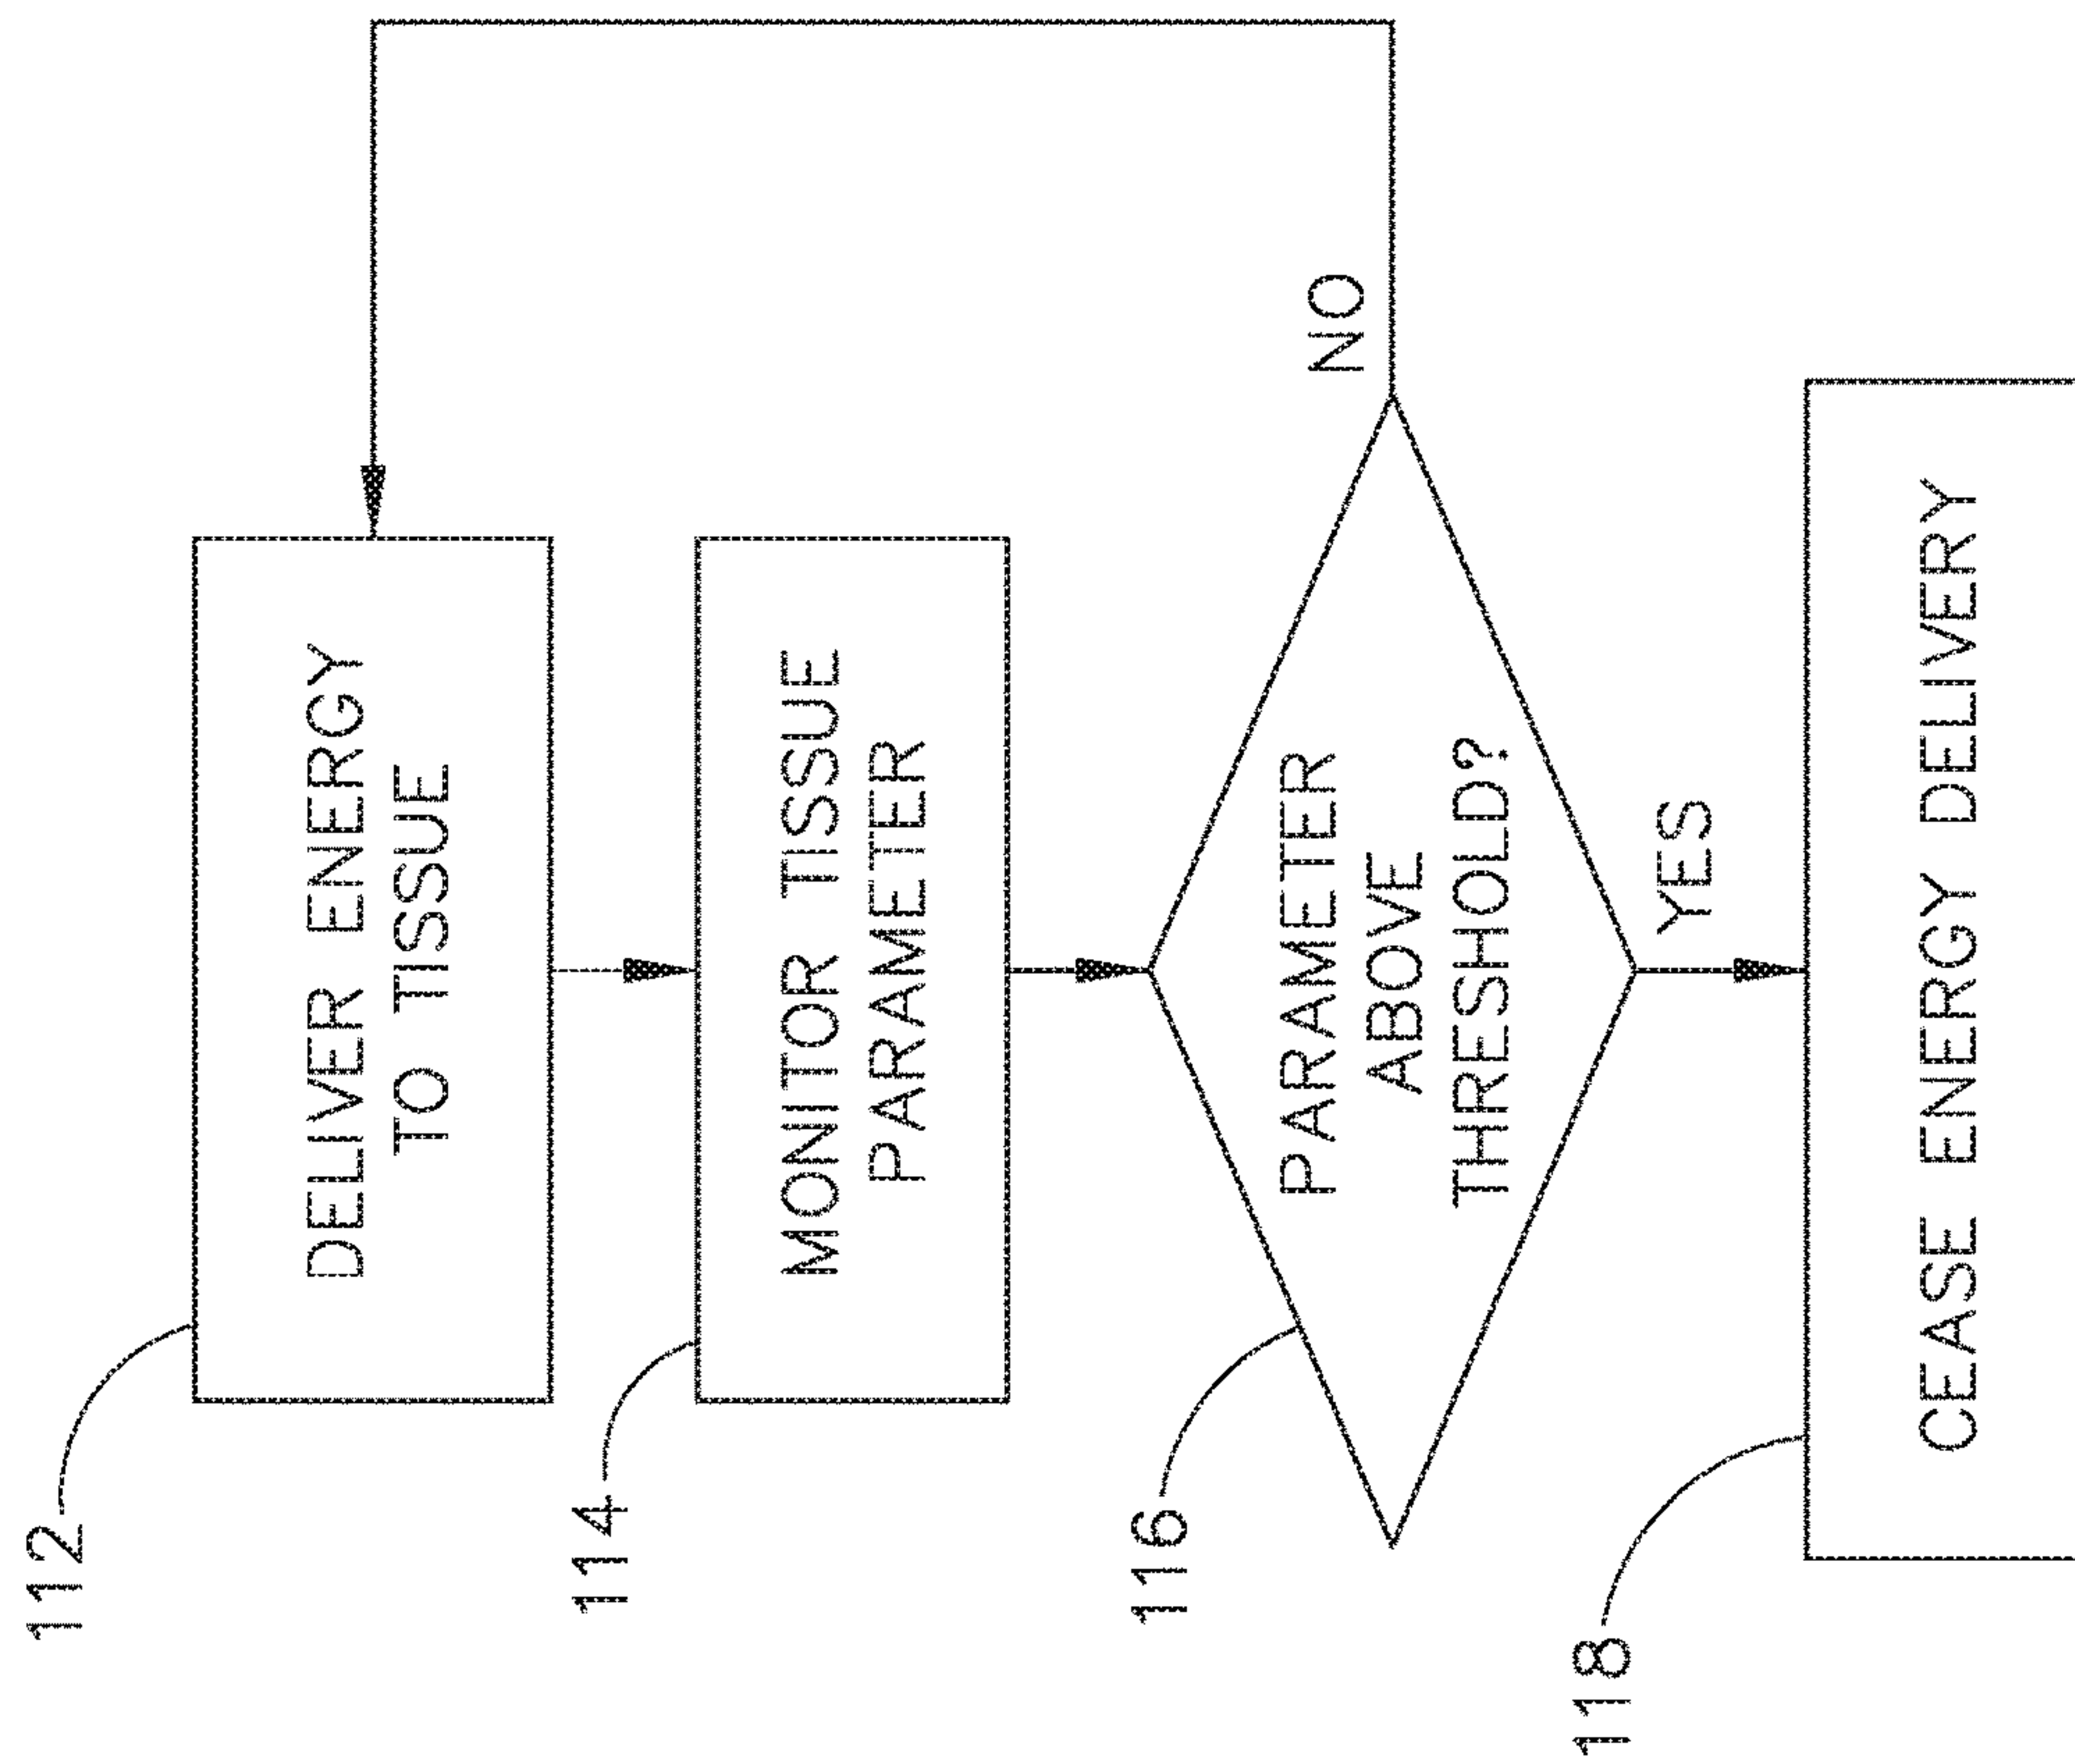 112
DELIVER ENERGY
TO TISSUE
114
MONITOR TISSUE
PARAMETER
116
PARAMETER
ABOVE
THRESHOLD?
NO
YES
118
CEASE ENERGY DELIVERY